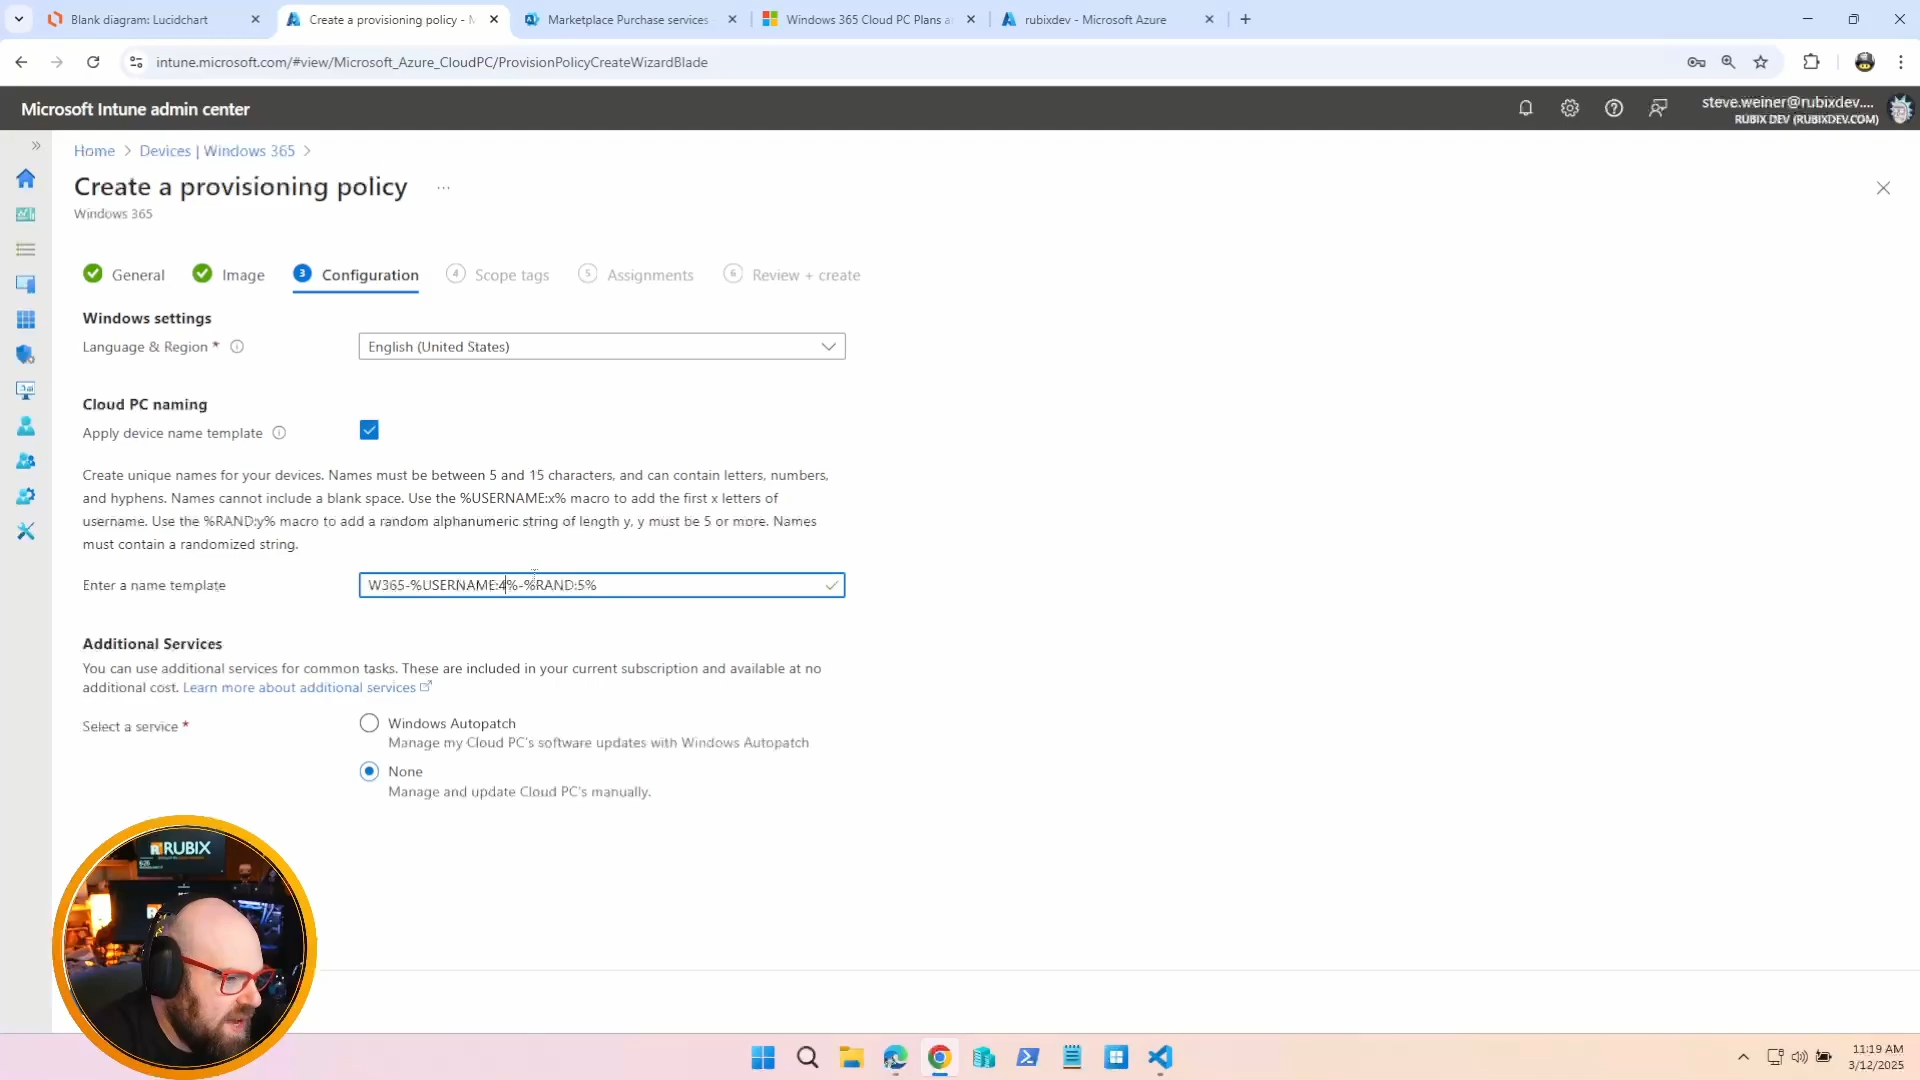 Blank diagram: Lucidchart
Create a provisioning policy - M
Marketplace Purchase services
Windows 365 Cloud PC Plans a
rubixdev - Microsoft Azure
intune.microsoft.com/#view/Microsoft_Azure_CloudPC/ProvisionPolicyCreateWizardBlade
Microsoft Intune admin center
steve.weiner@rubixdev....
RUBIX DEV (RUBIXDEV.COM)
Home > Devices | Windows 365 >
Create a provisioning policy ...
Windows 365
General
Image
3 Configuration
4 Scope tags
5 Assignments
6 Review + create
Windows settings
Language & Region *
English (United States)
Cloud PC naming
Apply device name template
Create unique names for your devices. Names must be between 5 and 15 characters, and can contain letters, numbers,
and hyphens. Names cannot include a blank space. Use the %USERNAME:x% macro to add the first x letters of
username. Use the %RAND:y% macro to add a random alphanumeric string of length y, y must be 5 or more. Names
must contain a randomized string.
Enter a name template
W365-%USERNAME:4%-%RAND:5%
Additional Services
You can use additional services for common tasks. These are included in your current subscription and available at no
additional cost. Learn more about additional services
Select a service *
Windows Autopatch
Manage my Cloud PC's software updates with Windows Autopatch
None
Manage and update Cloud PC's manually.
RUBIX
11:19 AM
3/12/2025